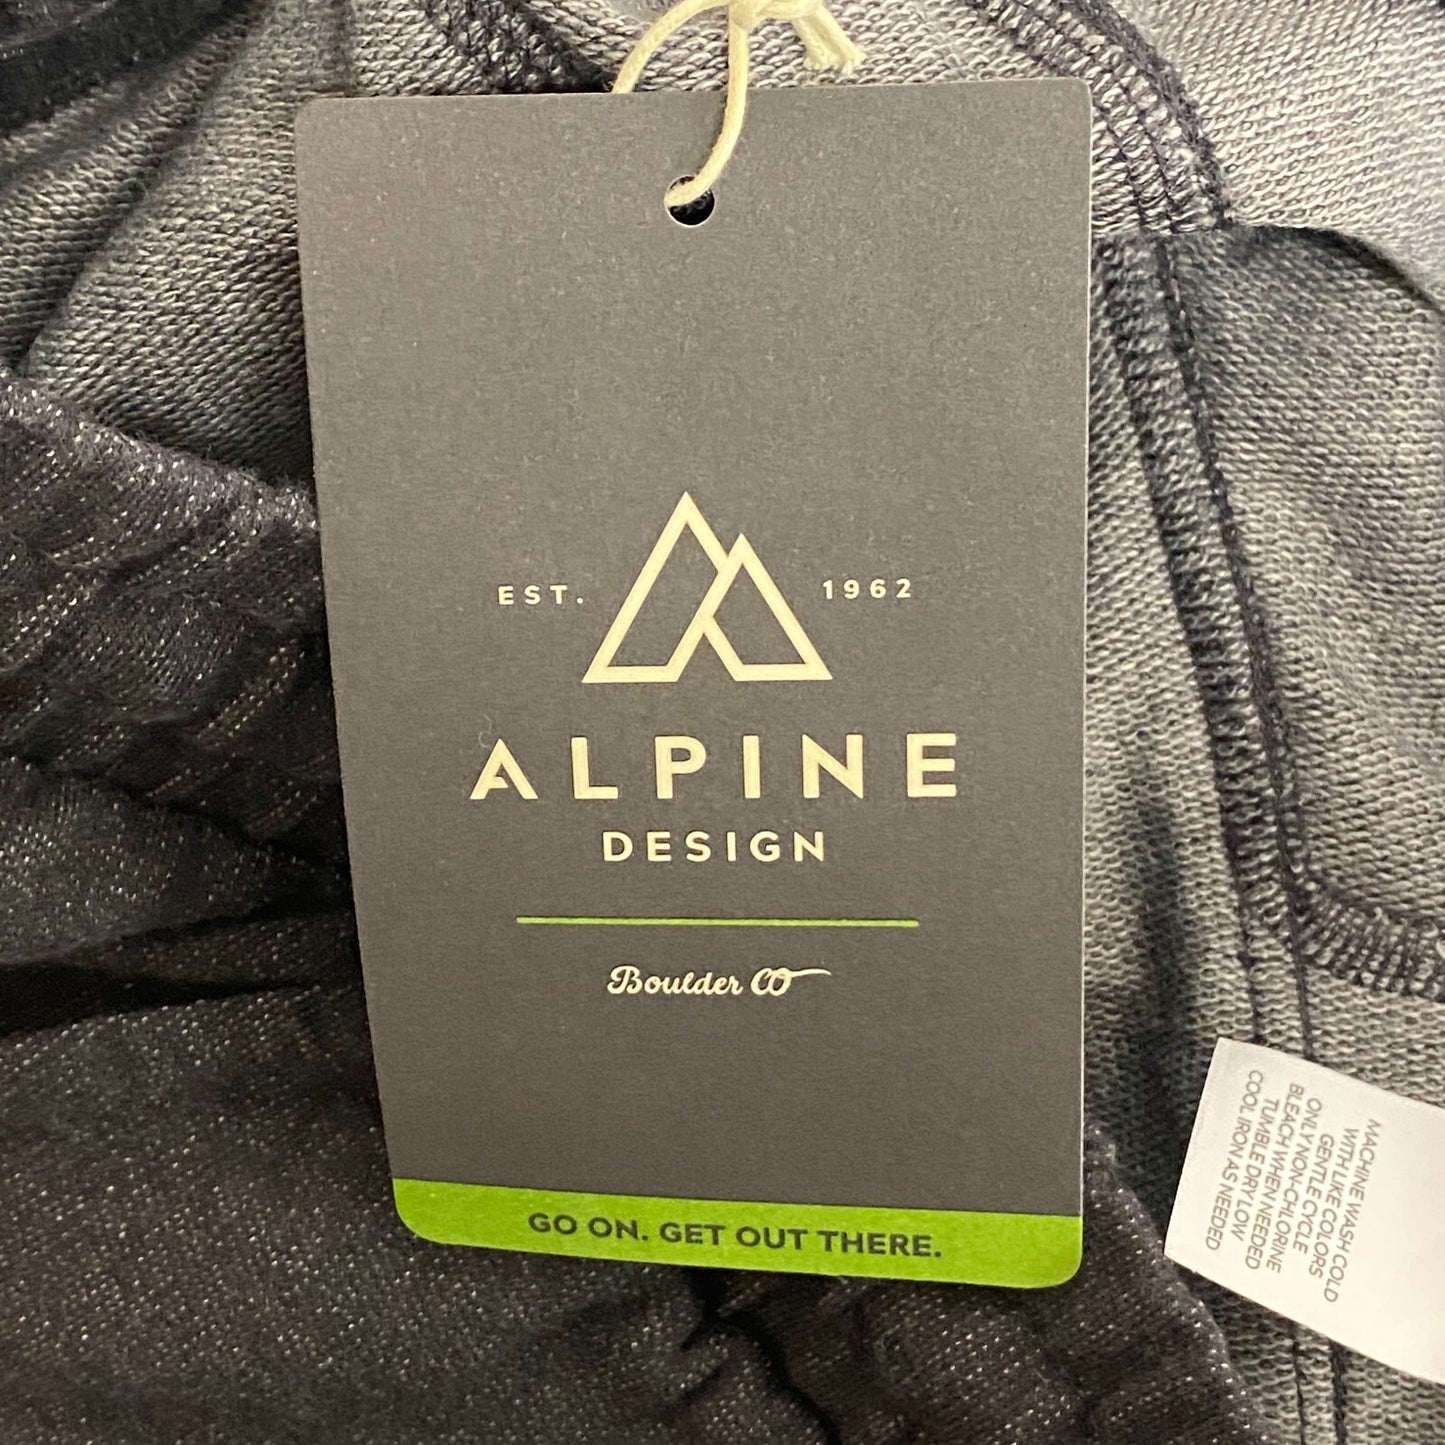 EST. 1962
ALPINE
DESIGN
Boulder CO
GO ON. GET OUT THERE.
MACHINE WASH COLD
WITH LIKE COLORS
GENTLE CYCLE
ONLY NON-CHLORINE
BLEACH WHEN NEEDED
TUMBLE DRY LOW
COOL IRON AS NEEDED